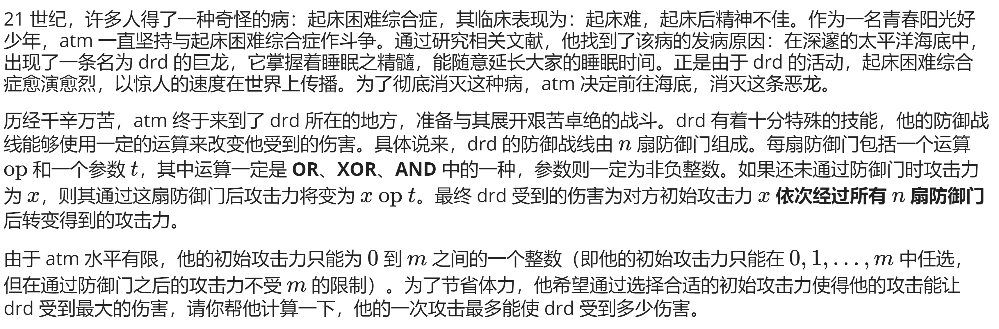 21 世纪，许多人得了一种奇怪的病：起床困难综合症，其临床表现为：起床难，起床后精神不佳。作为一名青春阳光好
少年，atm 一直坚持与起床困难综合症作斗争。通过研究相关文献，他找到了该病的发病原因：在深邃的太平洋海底中，
出现了一条名为 drd 的巨龙，它掌握着睡眠之精髓，能随意延长大家的睡眠时间。正是由于 drd 的活动，起床困难综合
症愈演愈烈，以惊人的速度在世界上传播。为了彻底消灭这种病，atm 决定前往海底，消灭这条恶龙。
历经千辛万苦，atm 终于来到了 drd 所在的地方，准备与其展开艰苦卓绝的战斗。drd 有着十分特殊的技能，他的防御战
线能够使用一定的运算来改变他受到的伤害。具体说来，drd 的防御战线由 n 扇防御门组成。每扇防御门包括一个运算
op 和一个参数 t，其中运算一定是 OR、XOR、AND 中的一种，参数则一定为非负整数。如果还未通过防御门时攻击力
为 x，则其通过这扇防御门后攻击力将变为 x op t。最终 drd 受到的伤害为对方初始攻击力 x 依次经过所有 n 扇防御门
后转变得到的攻击力。
由于 atm 水平有限，他的初始攻击力只能为 0 到 m 之间的一个整数（即他的初始攻击力只能在 0, 1, . . . , m 中任选，
但在通过防御门之后的攻击力不受 m 的限制）。为了节省体力，他希望通过选择合适的初始攻击力使得他的攻击能让
drd 受到最大的伤害，请你帮他计算一下，他的一次攻击最多能使 drd 受到多少伤害。